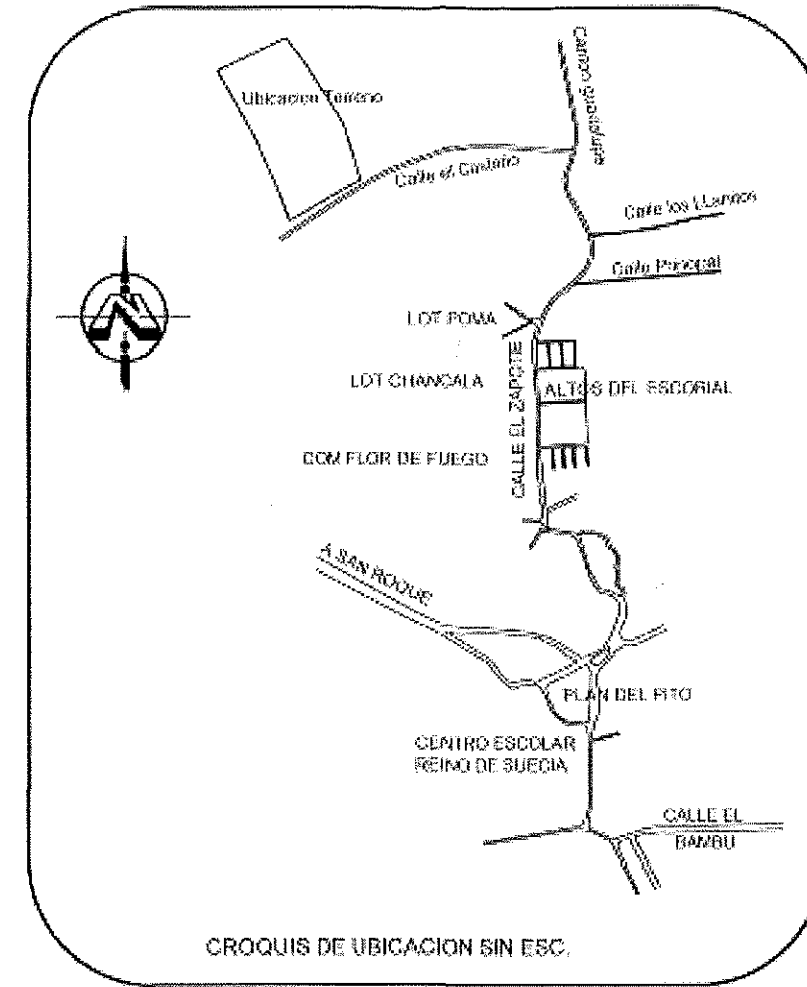 Ubicacion Terreno
Calle el Castaño
Calle los LLanitos
Calle Principal
LOT POMA
LOT CHANCALA
CALLE EL ZAPOTE
ALTOS DEL ESCORIAL
COM FLOR DE FUEGO
A SAN ROQUE
PLAN DEL PITO
CENTRO ESCOLAR
REINO DE SUECIA
CALLE EL
BAMBU
CROQUIS DE UBICACION SIN ESC.